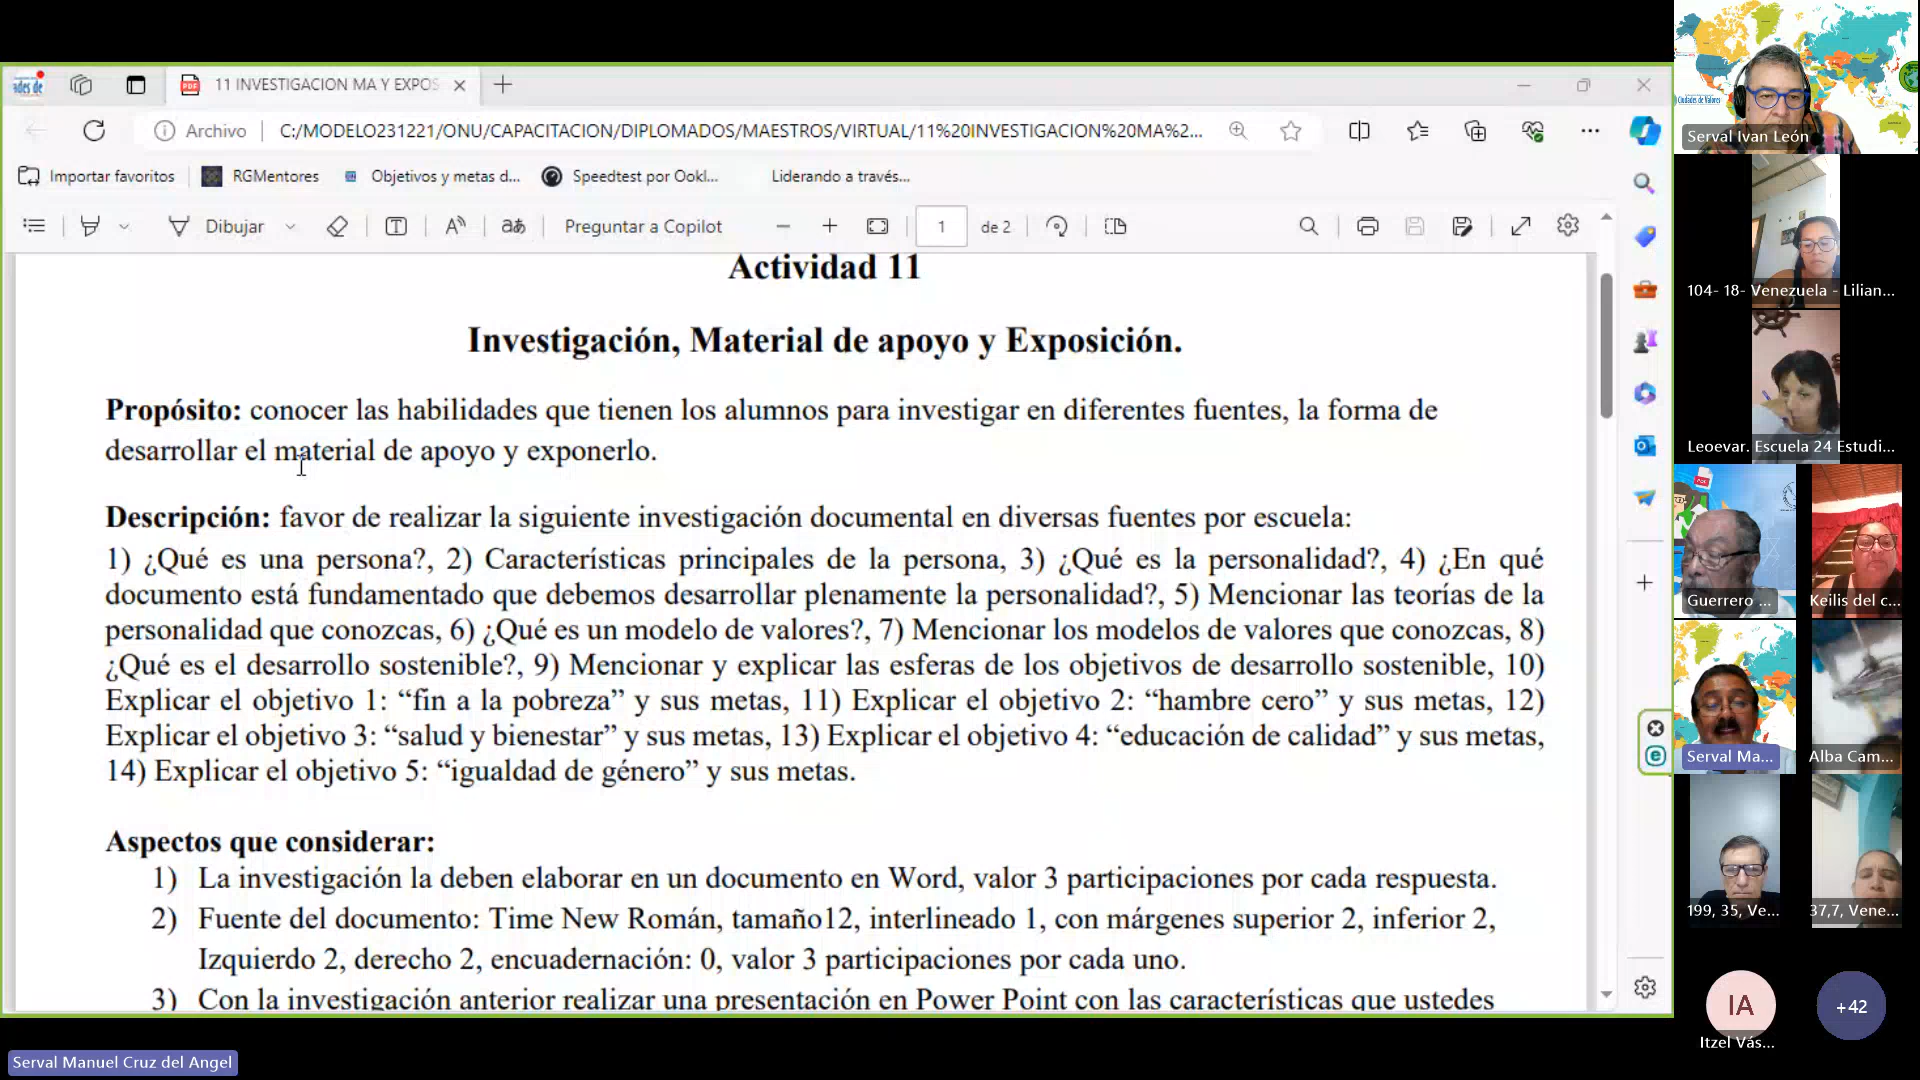 ades de
11 INVESTIGACION MA Y EXPOS
Archivo
C:/MODELO231221/ONU/CAPACITACION/DIPLOMADOS/MAESTROS/VIRTUAL/11%20INVESTIGACION%20MA%2...
Importar favoritos
RGMentores
Objetivos y metas d...
Speedtest por Ookl...
Liderando a través...
Dibujar
Preguntar a Copilot
1
de 2
Actividad 11
Investigación, Material de apoyo y Exposición.
Propósito: conocer las habilidades que tienen los alumnos para investigar en diferentes fuentes, la forma de
desarrollar el material de apoyo y exponerlo.
Descripción: favor de realizar la siguiente investigación documental en diversas fuentes por escuela:
1) ¿Qué es una persona?, 2) Características principales de la persona, 3) ¿Qué es la personalidad?, 4) ¿En qué
documento está fundamentado que debemos desarrollar plenamente la personalidad?, 5) Mencionar las teorías de la
personalidad que conozcas, 6) ¿Qué es un modelo de valores?, 7) Mencionar los modelos de valores que conozcas, 8)
¿Qué es el desarrollo sostenible?, 9) Mencionar y explicar las esferas de los objetivos de desarrollo sostenible, 10)
Explicar el objetivo 1: “fin a la pobreza” y sus metas, 11) Explicar el objetivo 2: “hambre cero” y sus metas, 12)
Explicar el objetivo 3: “salud y bienestar” y sus metas, 13) Explicar el objetivo 4: “educación de calidad” y sus metas,
14) Explicar el objetivo 5: “igualdad de género” y sus metas.
Aspectos que considerar:
1) La investigación la deben elaborar en un documento en Word, valor 3 participaciones por cada respuesta.
2) Fuente del documento: Time New Román, tamaño12, interlineado 1, con márgenes superior 2, inferior 2,
Izquierdo 2, derecho 2, encuadernación: 0, valor 3 participaciones por cada uno.
3) Con la investigación anterior realizar una presentación en Power Point con las características que ustedes
Serval Manuel Cruz del Angel
Ciudades de Valores
Serval Ivan León
104- 18- Venezuela - Lilian...
Leoevar. Escuela 24 Estudi...
Guerrero ...
Keilis del c...
Serval Ma...
Alba Cam...
199, 35, Ve...
37,7, Vene...
IA
+42
Itzel Vás...